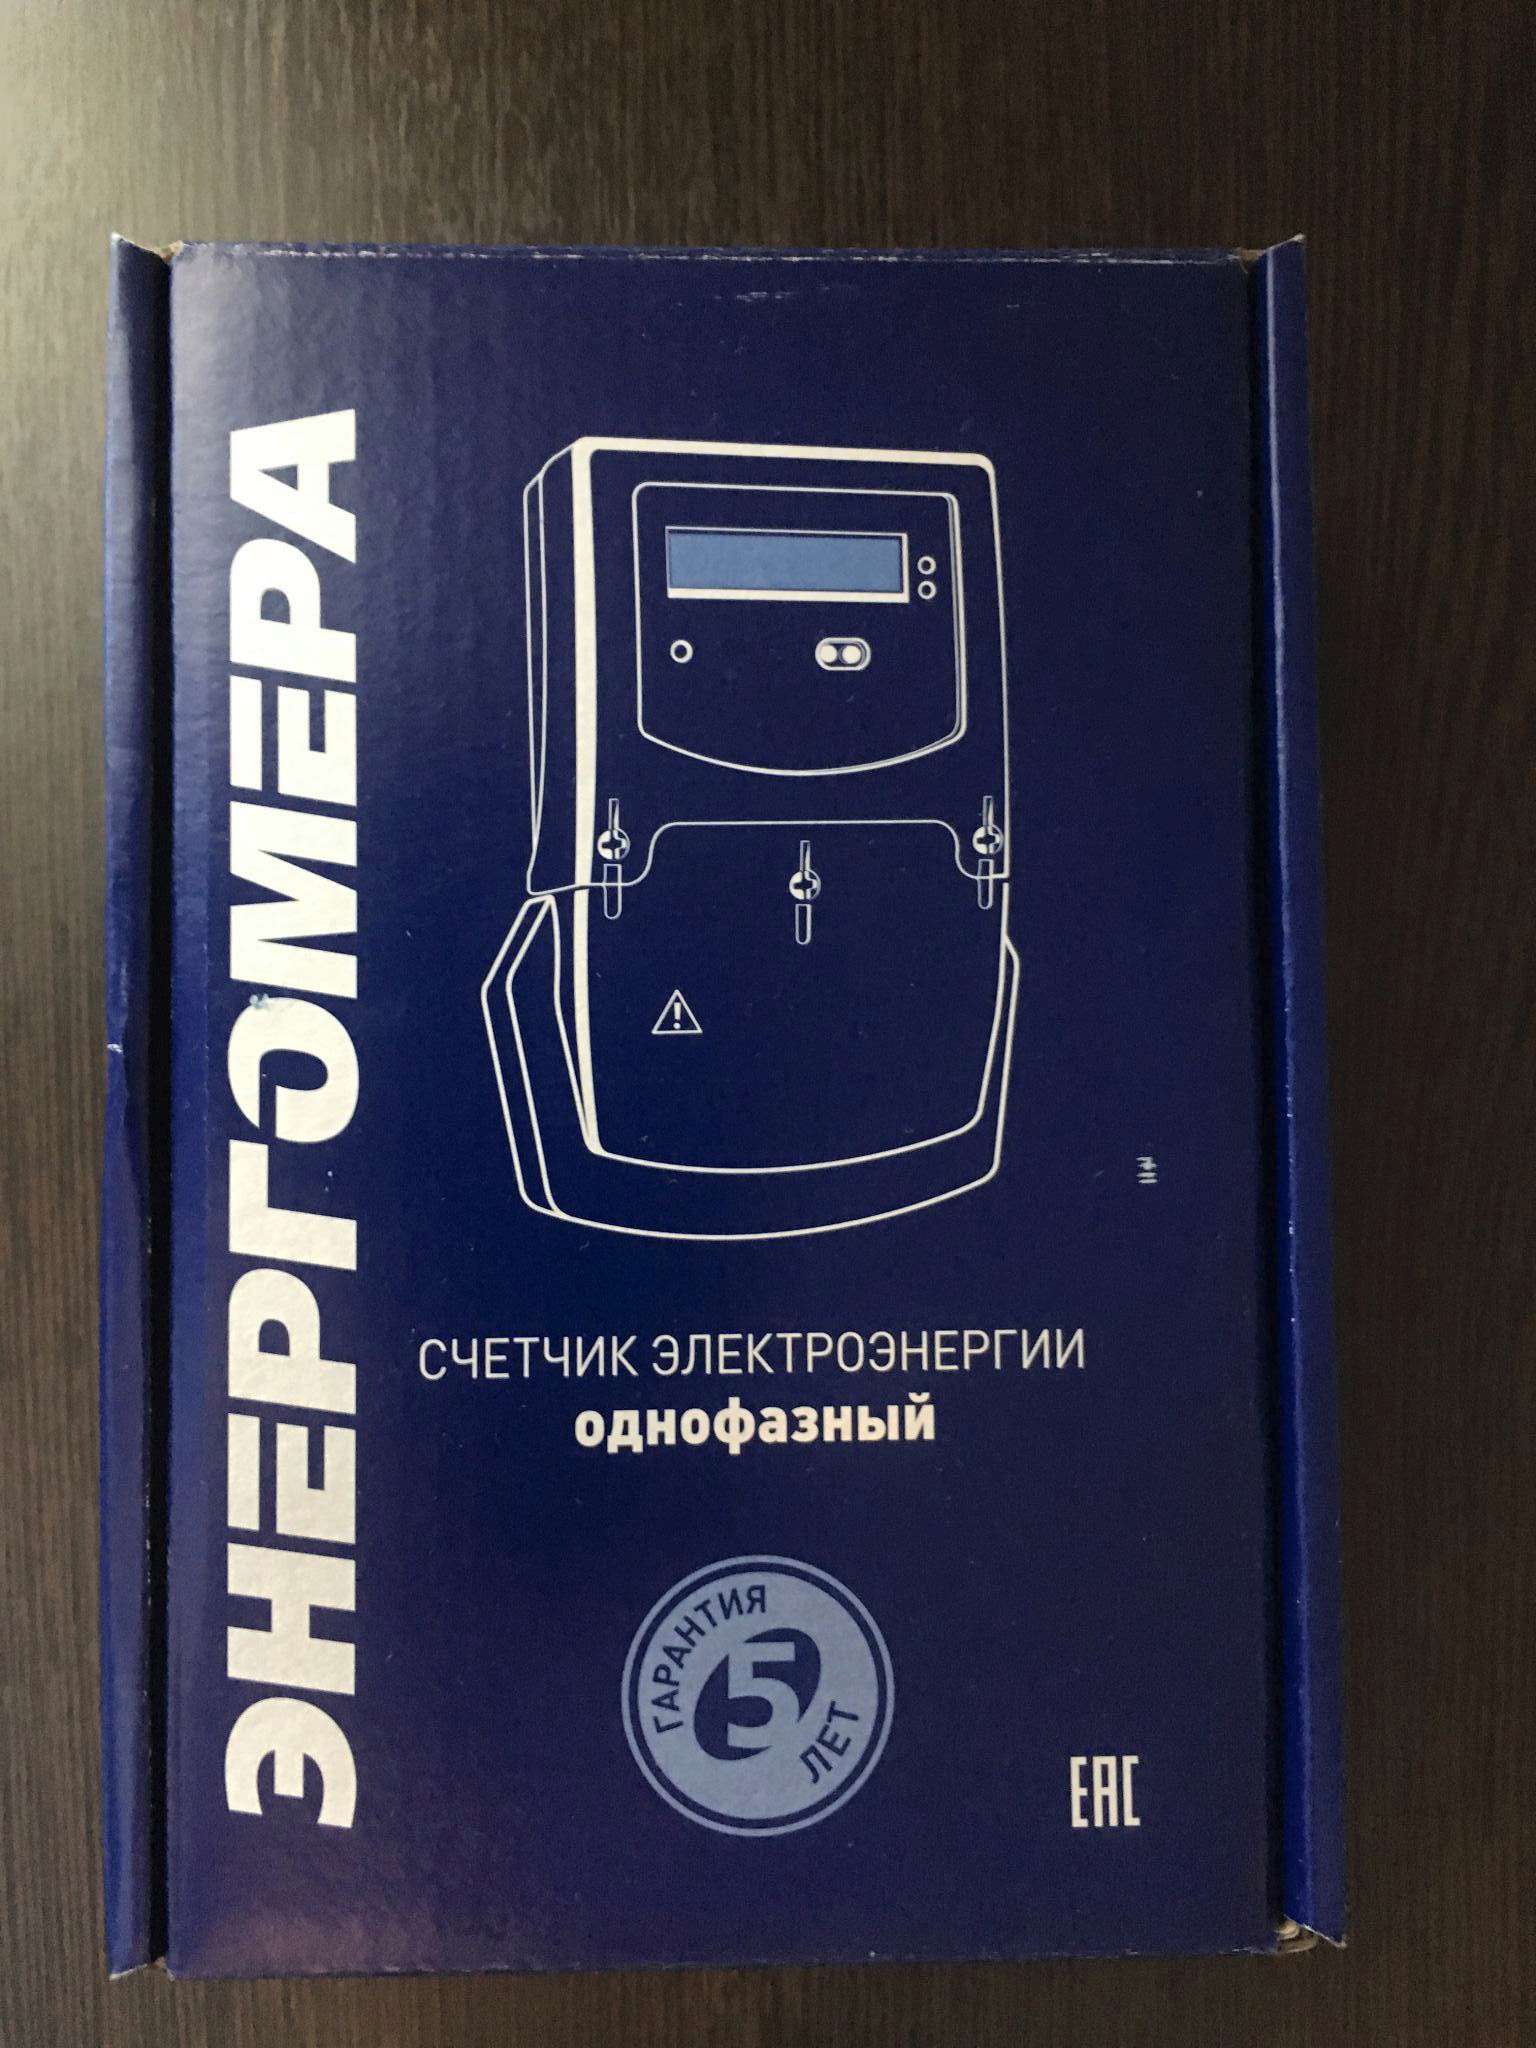 ЭНЕРГОМЕРА
СЧЕТЧИК ЭЛЕКТРОЭНЕРГИИ
однофазный
ГАРАНТИЯ
5
ЛЕТ
EAC